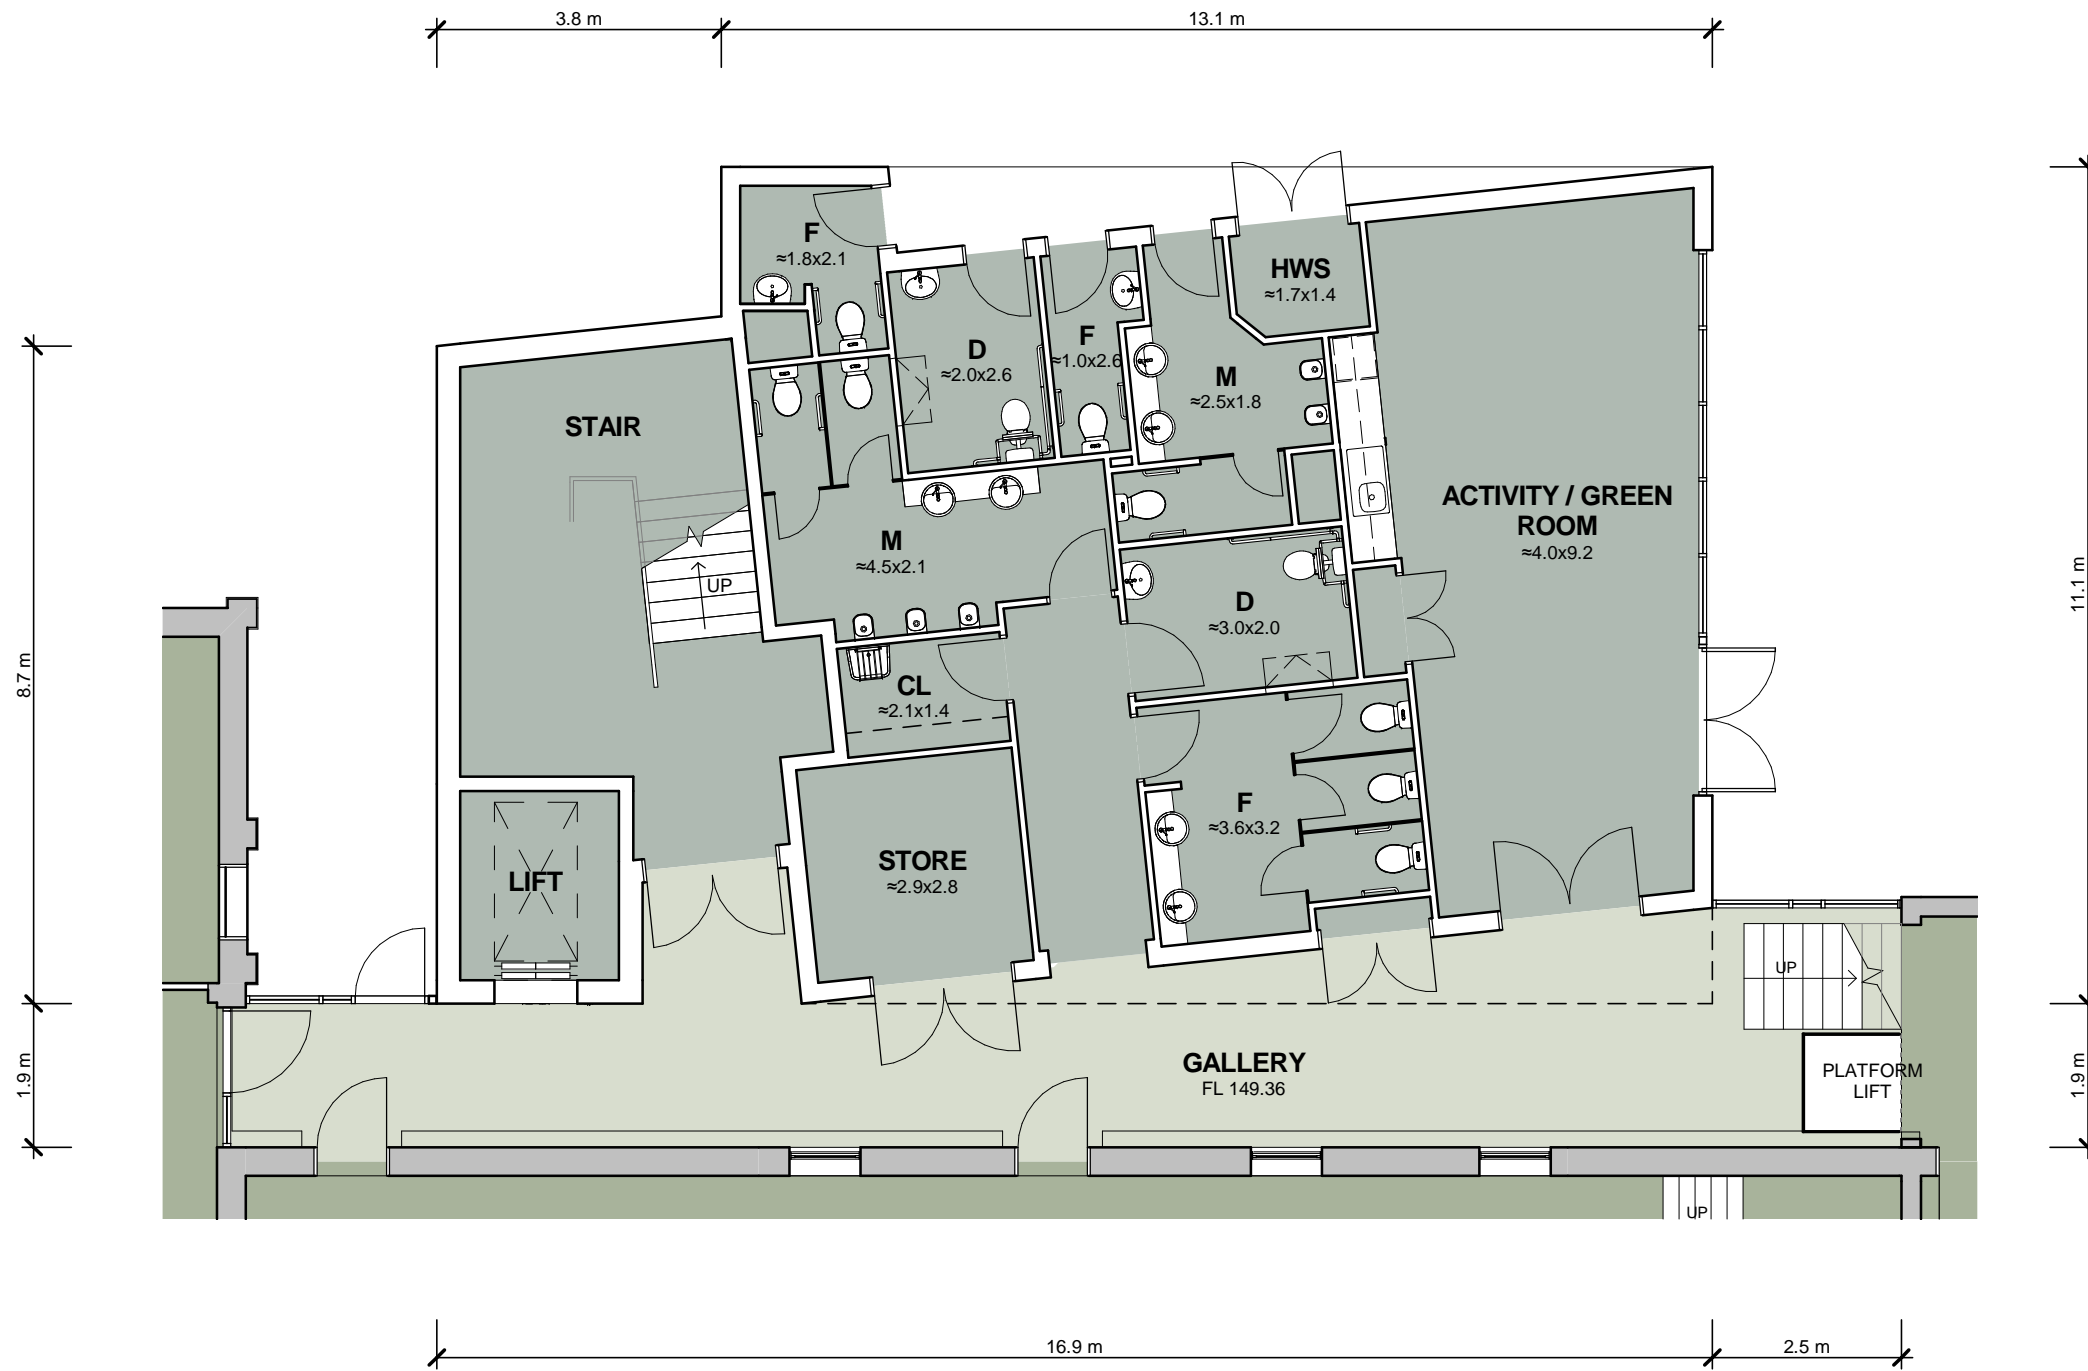 3.8 m
13.1 m
F
≈1.8x2.1
HWS
≈1.7x1.4
D
≈2.0x2.6
F
≈1.0x2.6
M
≈2.5x1.8
STAIR
ACTIVITY / GREEN
ROOM
≈4.0x9.2
M
≈4.5x2.1
UP
D
≈3.0x2.0
11.1 m
8.7 m
CL
≈2.1x1.4
F
≈3.6x3.2
STORE
≈2.9x2.8
LIFT
UP
GALLERY
FL 149.36
PLATFORM
LIFT
1.9 m
1.9 m
UP
16.9 m
2.5 m